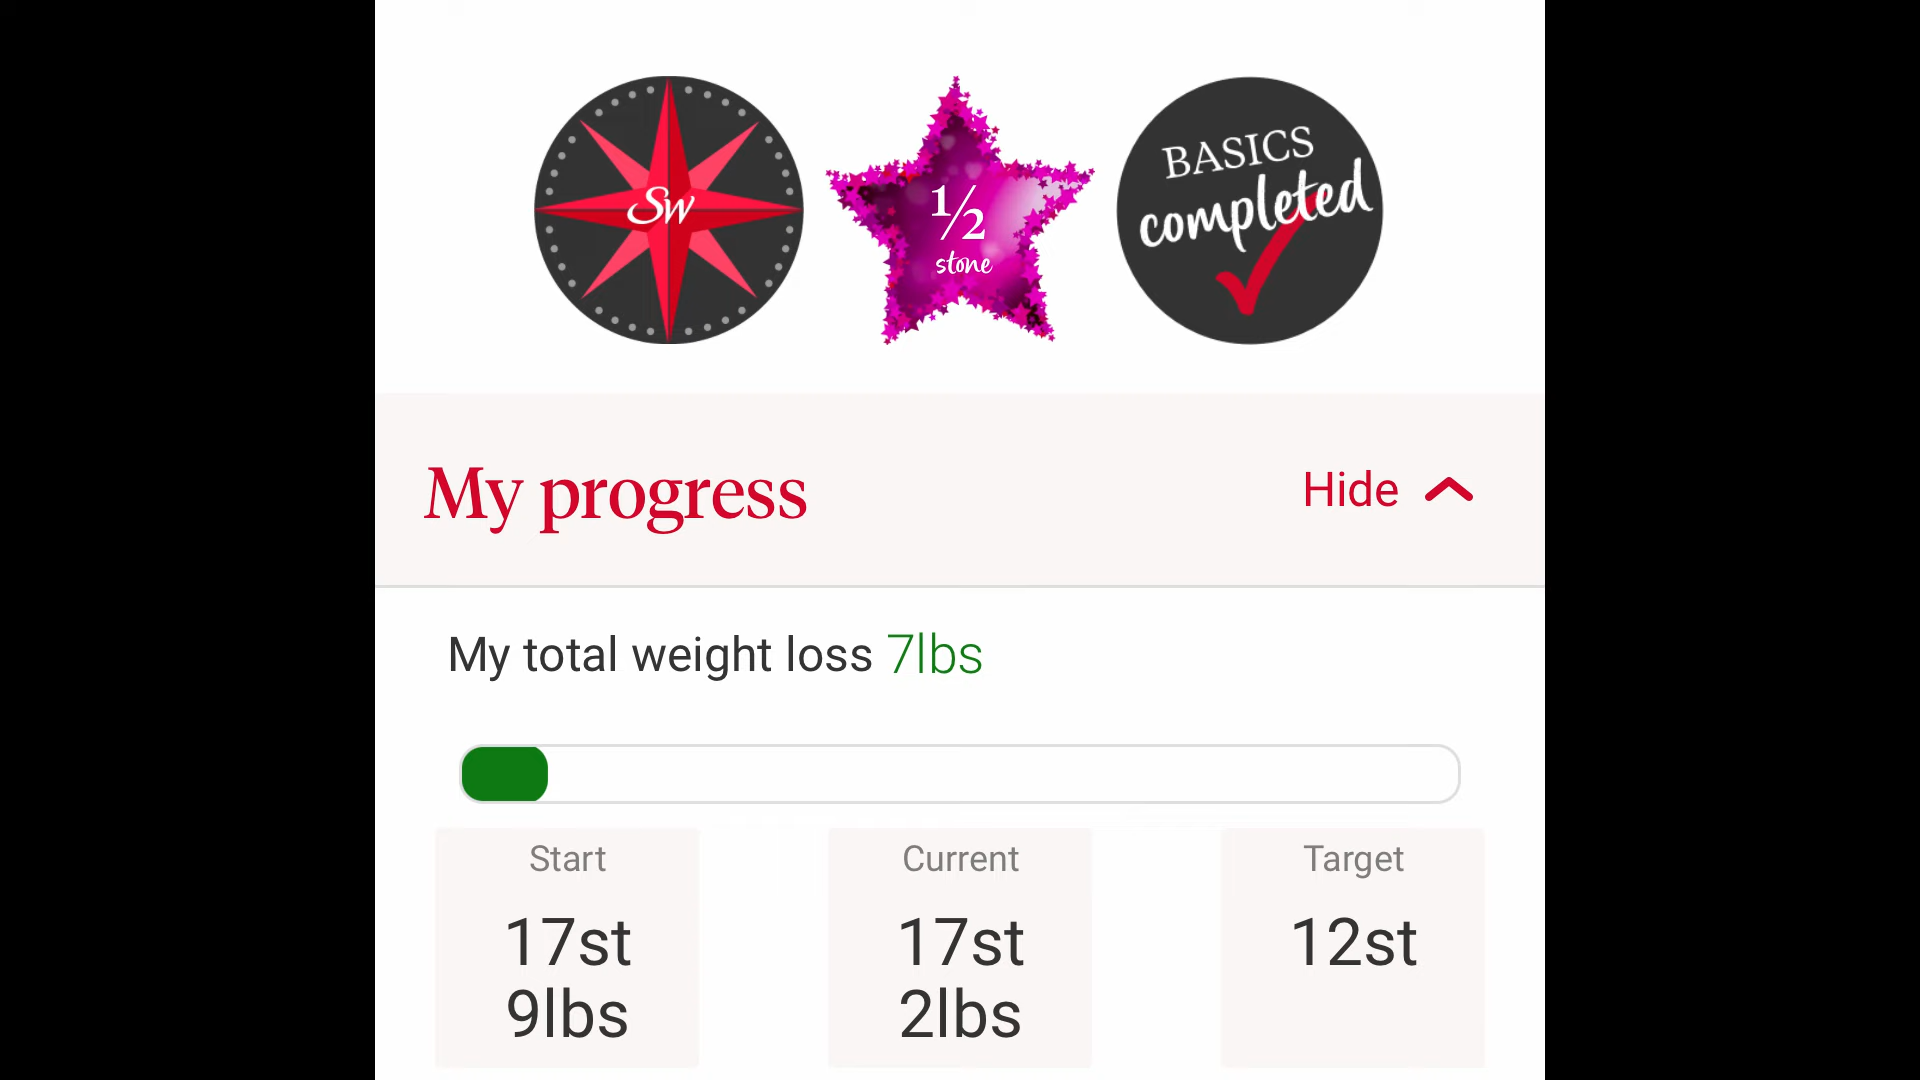 Sw
½
stone
BASICS
completed
My progress
Hide
My total weight loss 7lbs
Start
17st
9lbs
Current
17st
2lbs
Target
12st